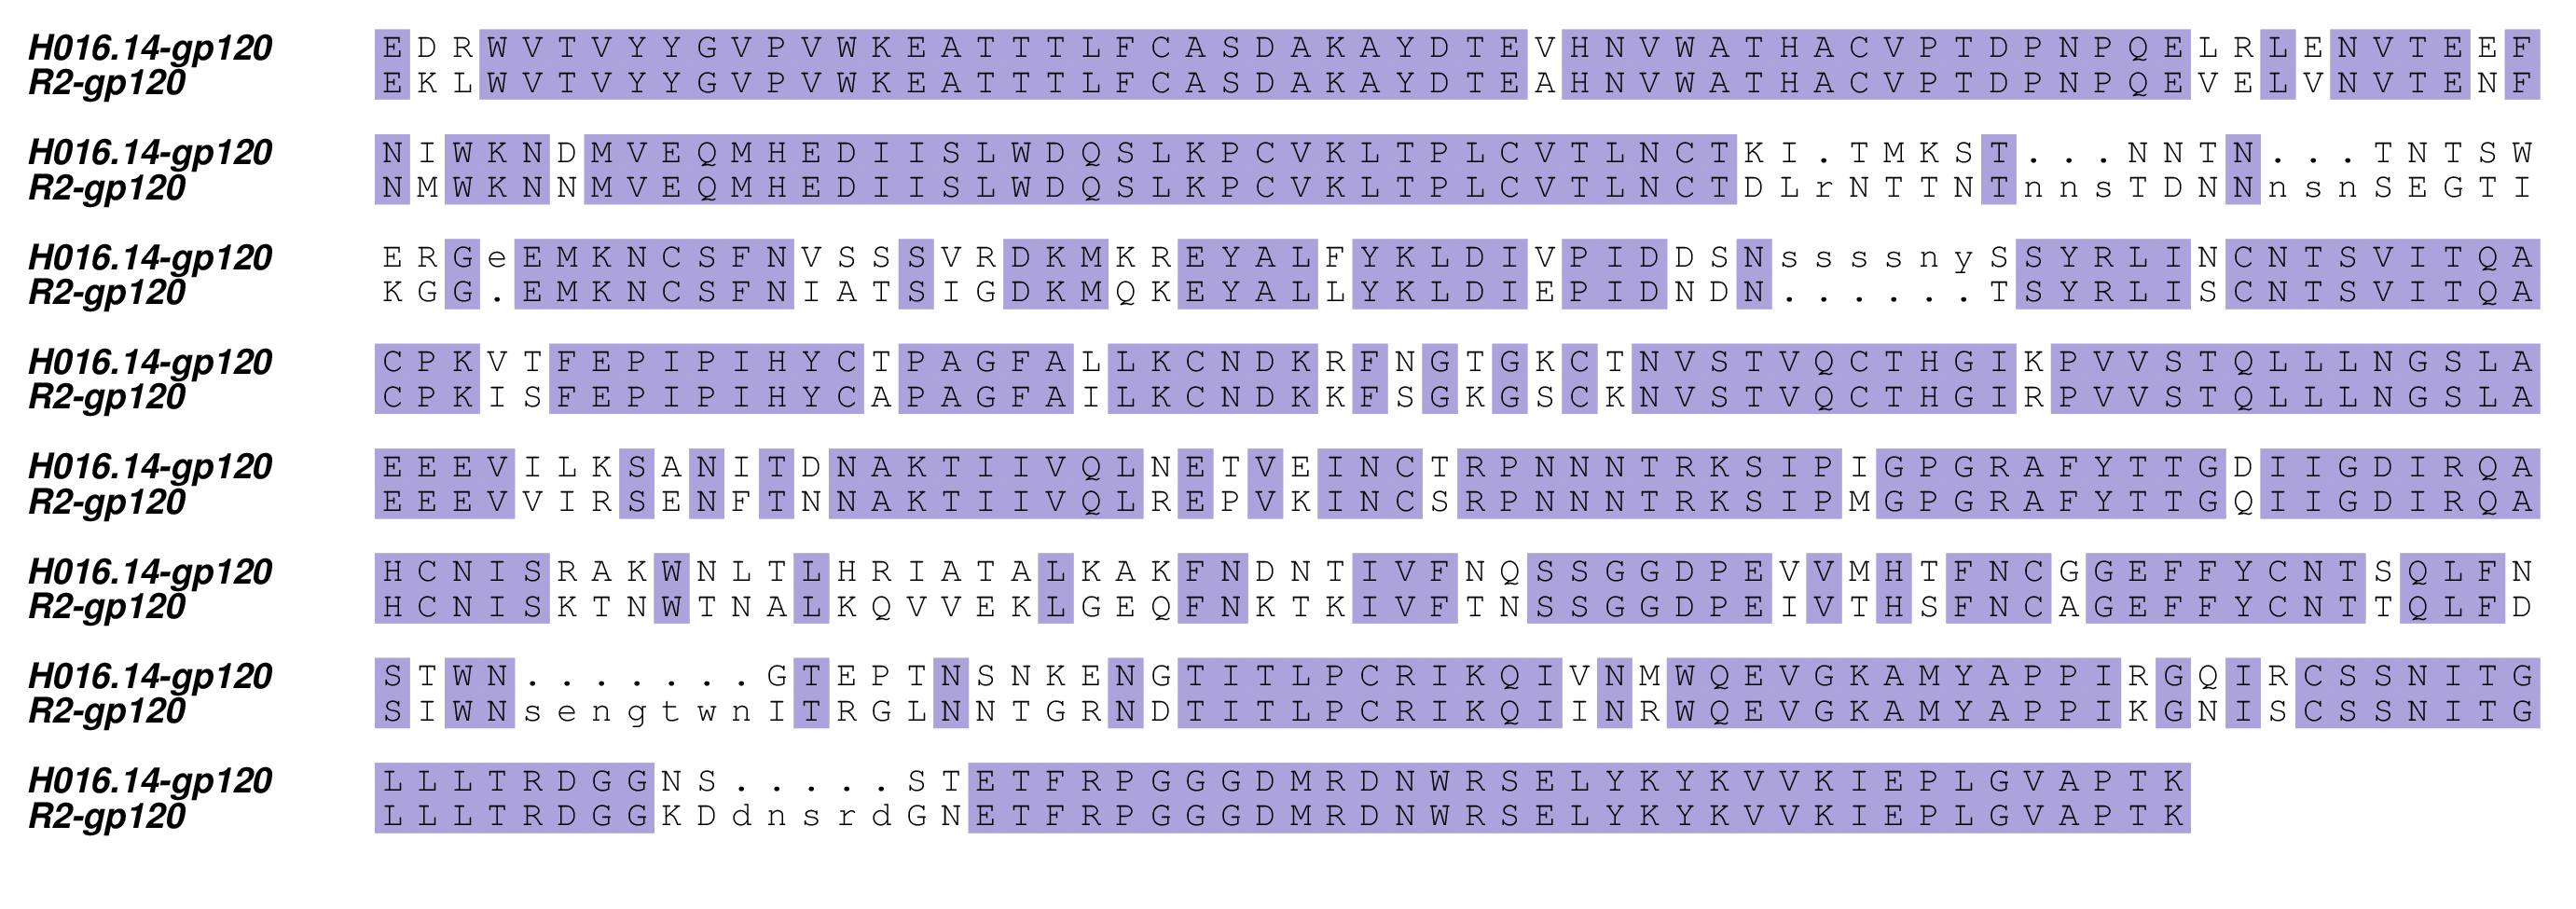 H016.14-gp120 E D R W V T V Y Y G V P V W K E A T T T L F C A S D A K A Y D T E V H N V W A T H A C V P T D P N P Q E L R L E N V T E E F
R2-gp120 E K L W V T V Y Y G V P V W K E A T T T L F C A S D A K A Y D T E A H N V W A T H A C V P T D P N P Q E V E L V N V T E N F
H016.14-gp120 N I W K N D M V E Q M H E D I I S L W D Q S L K P C V K L T P L C V T L N C T K I . T M K S T . . . N N T N . . . T N T S W
R2-gp120 N M W K N N M V E Q M H E D I I S L W D Q S L K P C V K L T P L C V T L N C T D L r N T T N T n n s T D N N n s n S E G T I
H016.14-gp120 E R G e E M K N C S F N V S S S V R D K M K R E Y A L F Y K L D I V P I D D S N s s s s n y S S Y R L I N C N T S V I T Q A
R2-gp120 K G G . E M K N C S F N I A T S I G D K M Q K E Y A L L Y K L D I E P I D N D N . . . . . . T S Y R L I S C N T S V I T Q A
H016.14-gp120 C P K V T F E P I P I H Y C T P A G F A L L K C N D K R F N G T G K C T N V S T V Q C T H G I K P V V S T Q L L L N G S L A
R2-gp120 C P K I S F E P I P I H Y C A P A G F A I L K C N D K K F S G K G S C K N V S T V Q C T H G I R P V V S T Q L L L N G S L A
H016.14-gp120 E E E V I L K S A N I T D N A K T I I V Q L N E T V E I N C T R P N N N T R K S I P I G P G R A F Y T T G D I I G D I R Q A
R2-gp120 E E E V V I R S E N F T N N A K T I I V Q L R E P V K I N C S R P N N N T R K S I P M G P G R A F Y T T G Q I I G D I R Q A
H016.14-gp120 H C N I S R A K W N L T L H R I A T A L K A K F N D N T I V F N Q S S G G D P E V V M H T F N C G G E F F Y C N T S Q L F N
R2-gp120 H C N I S K T N W T N A L K Q V V E K L G E Q F N K T K I V F T N S S G G D P E I V T H S F N C A G E F F Y C N T T Q L F D
H016.14-gp120 S T W N . . . . . . . G T E P T N S N K E N G T I T L P C R I K Q I V N M W Q E V G K A M Y A P P I R G Q I R C S S N I T G
R2-gp120 S I W N s e n g t w n I T R G L N N T G R N D T I T L P C R I K Q I I N R W Q E V G K A M Y A P P I K G N I S C S S N I T G
H016.14-gp120 L L L T R D G G N S . . . . . S T E T F R P G G G D M R D N W R S E L Y K Y K V V K I E P L G V A P T K
R2-gp120 L L L T R D G G K D d n s r d G N E T F R P G G G D M R D N W R S E L Y K Y K V V K I E P L G V A P T K